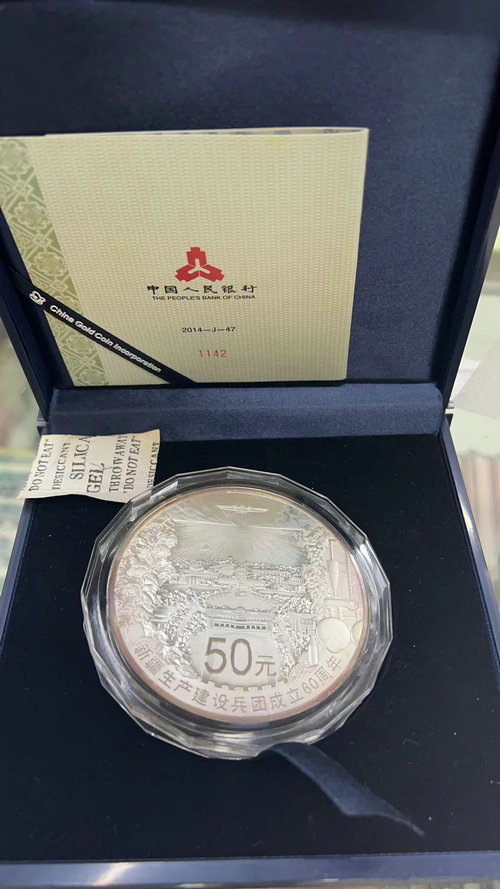 中国人民银行
THE PEOPLE'S BANK OF CHINA
2014-J-47
1142
China Gold Coin Incorporation
DO NOT EAT"
DESICCANT
SILICA
GEL
THROW AWAY
"DO NOT EAT"
DESICCANT
50元
新疆生产建设兵团成立60周年